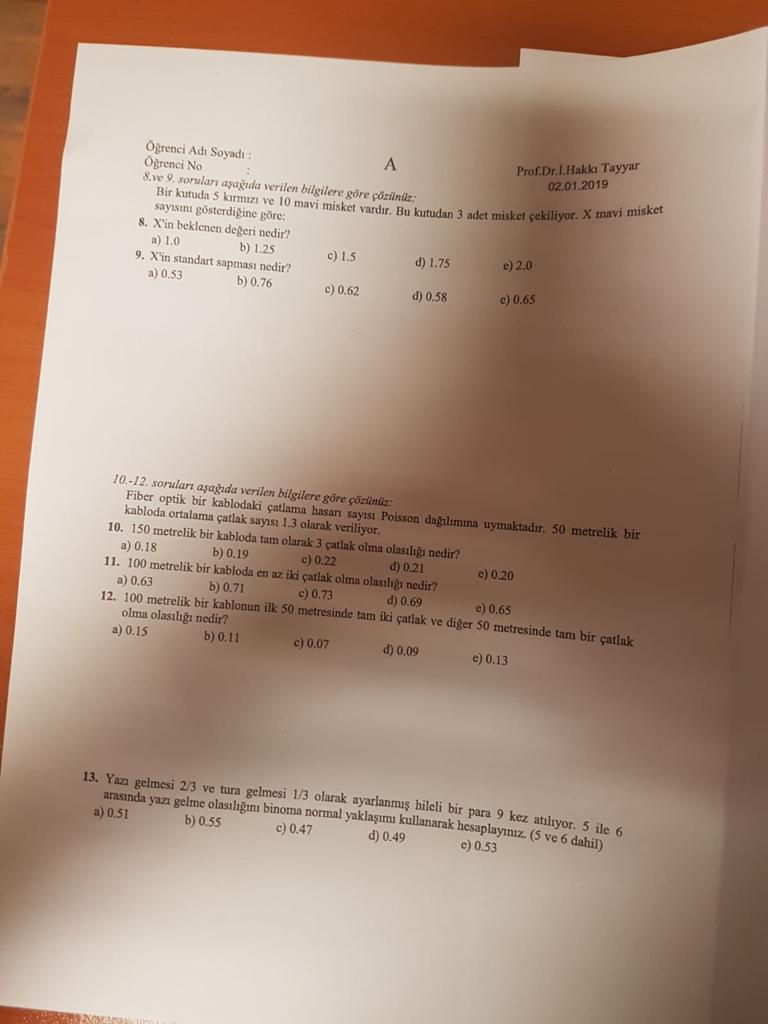 Öğrenci Adı Soyadı :
Öğrenci No :
A
Prof.Dr.İ.Hakkı Tayyar
02.01.2019
8.ve 9. soruları aşağıda verilen bilgilere göre çözünüz:
Bir kutuda 5 kırmızı ve 10 mavi misket vardır. Bu kutudan 3 adet misket çekiliyor. X mavi misket
sayısını gösterdiğine göre:
8. X'in beklenen değeri nedir?
a) 1.0 b) 1.25 c) 1.5 d) 1.75 e) 2.0
9. X'in standart sapması nedir?
a) 0.53 b) 0.76 c) 0.62 d) 0.58 e) 0.65
10.-12. soruları aşağıda verilen bilgilere göre çözünüz:
Fiber optik bir kablodaki çatlama hasarı sayısı Poisson dağılımına uymaktadır. 50 metrelik bir
kabloda ortalama çatlak sayısı 1.3 olarak veriliyor.
10. 150 metrelik bir kabloda tam olarak 3 çatlak olma olasılığı nedir?
a) 0.18 b) 0.19 c) 0.22 d) 0.21 e) 0.20
11. 100 metrelik bir kabloda en az iki çatlak olma olasılığı nedir?
a) 0.63 b) 0.71 c) 0.73 d) 0.69 e) 0.65
12. 100 metrelik bir kablonun ilk 50 metresinde tam iki çatlak ve diğer 50 metresinde tam bir çatlak
olma olasılığı nedir?
a) 0.15 b) 0.11 c) 0.07 d) 0.09 e) 0.13
13. Yazı gelmesi 2/3 ve tura gelmesi 1/3 olarak ayarlanmış hileli bir para 9 kez atılıyor. 5 ile 6
arasında yazı gelme olasılığını binoma normal yaklaşımı kullanarak hesaplayınız. (5 ve 6 dahil)
a) 0.51 b) 0.55 c) 0.47 d) 0.49 e) 0.53